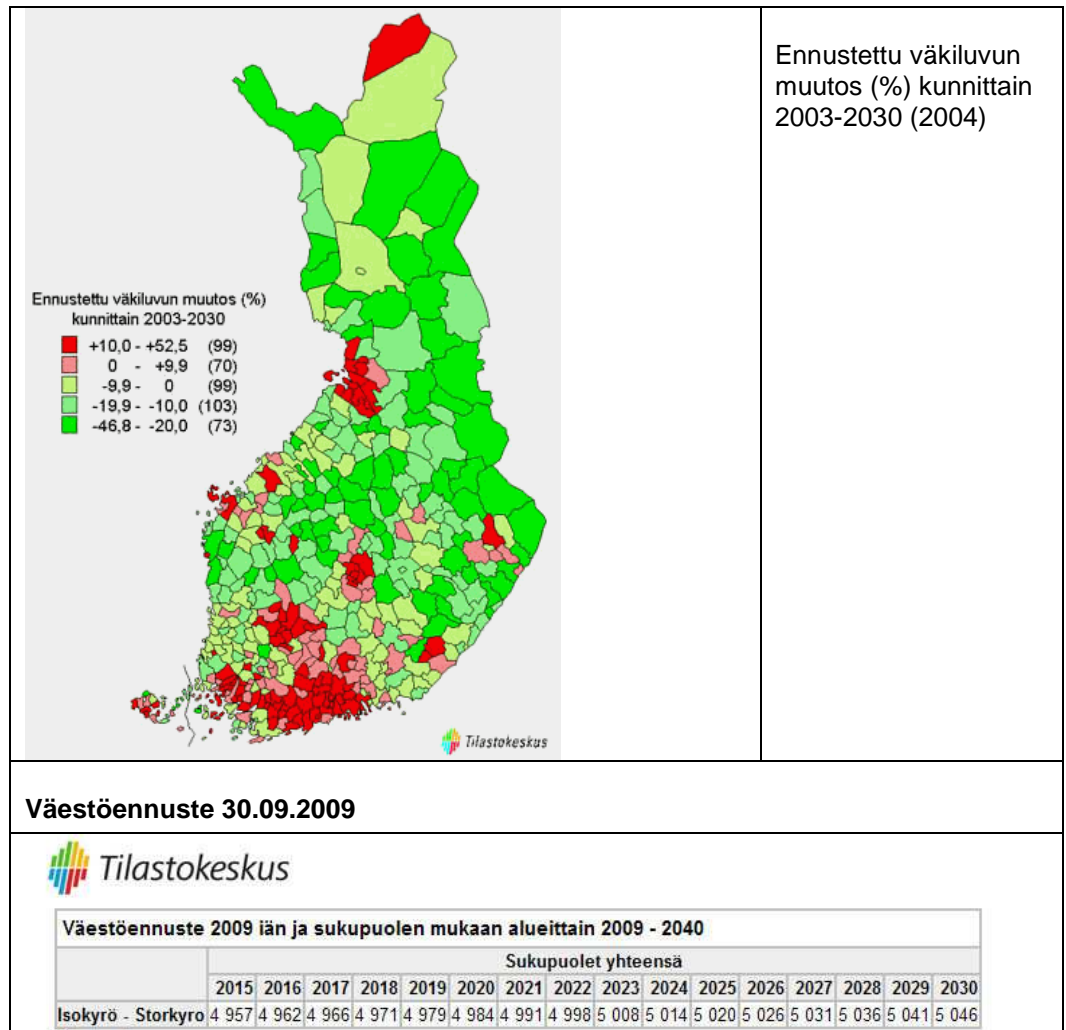 Ennustettu väkiluvun
muutos (%) kunnittain
2003-2030 (2004)
Ennustettu väkiluvun muutos (%)
kunnittain 2003-2030
+10,0 - +52,5 (99)
0 - +9,9 (70)
-9,9 - 0 (99)
-19,9 - -10,0 (103)
-46,8 - -20,0 (73)
Tilastokeskus
Väestöennuste 30.09.2009
Tilastokeskus
Väestöennuste 2009 iän ja sukupuolen mukaan alueittain 2009 - 2040
Sukupuolet yhteensä
2015 2016 2017 2018 2019 2020 2021 2022 2023 2024 2025 2026 2027 2028 2029 2030
Isokyrö - Storkyro 4 957 4 962 4 966 4 971 4 979 4 984 4 991 4 998 5 008 5 014 5 020 5 026 5 031 5 036 5 041 5 046